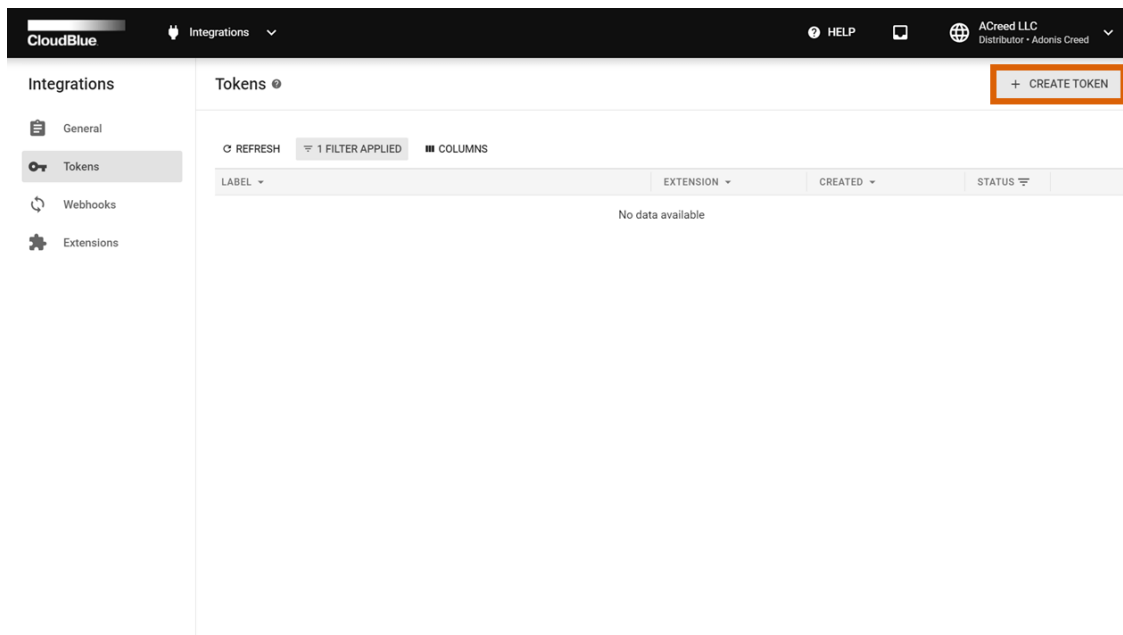 CloudBlue
Integrations
HELP
ACreed LLC
Distributor • Adonis Creed
Integrations
General
Tokens
Webhooks
Extensions
Tokens
+ CREATE TOKEN
REFRESH
1 FILTER APPLIED
COLUMNS
LABEL
EXTENSION
CREATED
STATUS
No data available